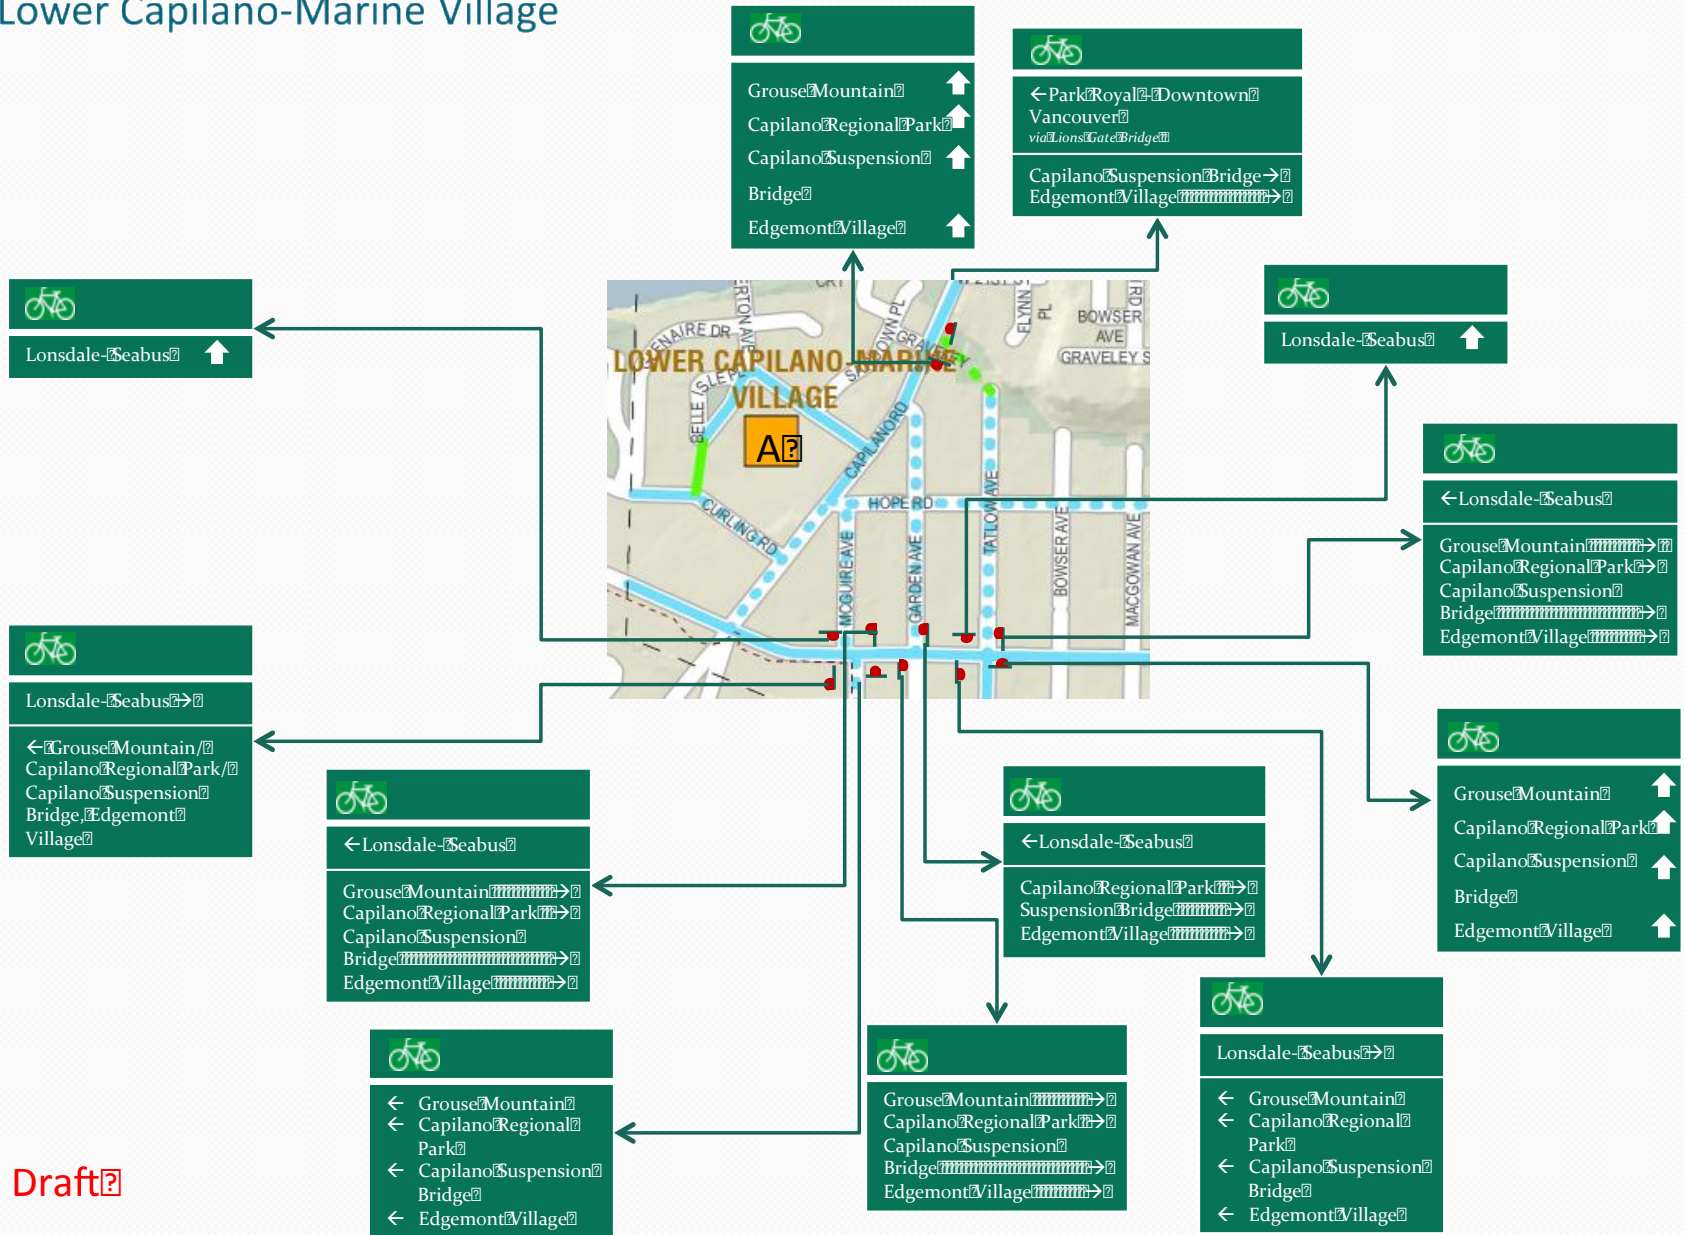 Lower Capilano-Marine Village
Grouse Mountain
Capilano Regional Park
Capilano Suspension
Bridge
Edgemont Village
←Park Royal - Downtown
Vancouver
via Lions Gate Bridge
Capilano Suspension Bridge→
Edgemont Village →
Lonsdale- Seabus
Lonsdale- Seabus
←Lonsdale- Seabus
Grouse Mountain →
Capilano Regional Park →
Capilano Suspension
Bridge →
Edgemont Village →
LOWER CAPILANO-MARINE
VILLAGE
A
GRAVELEY
FLYNN
PL
BOWSER
AVE
GRAVELEY S
BELLE ISLE PL
CAPILANO RD
HOPE RD
CURLING RD
MCGUIRE AVE
GARDEN AVE
TATLOW AVE
BOWSER AVE
MACGOWAN AVE
Lonsdale- Seabus→
← Grouse Mountain/
Capilano Regional Park/
Capilano Suspension
Bridge, Edgemont
Village
←Lonsdale- Seabus
Grouse Mountain →
Capilano Regional Park →
Capilano Suspension
Bridge →
Edgemont Village →
←Lonsdale- Seabus
Capilano Regional Park →
Suspension Bridge →
Edgemont Village →
Grouse Mountain
Capilano Regional Park
Capilano Suspension
Bridge
Edgemont Village
← Grouse Mountain
← Capilano Regional
Park
← Capilano Suspension
Bridge
← Edgemont Village
Grouse Mountain →
Capilano Regional Park →
Capilano Suspension
Bridge →
Edgemont Village →
Lonsdale- Seabus→
← Grouse Mountain
← Capilano Regional
Park
← Capilano Suspension
Bridge
← Edgemont Village
Draft